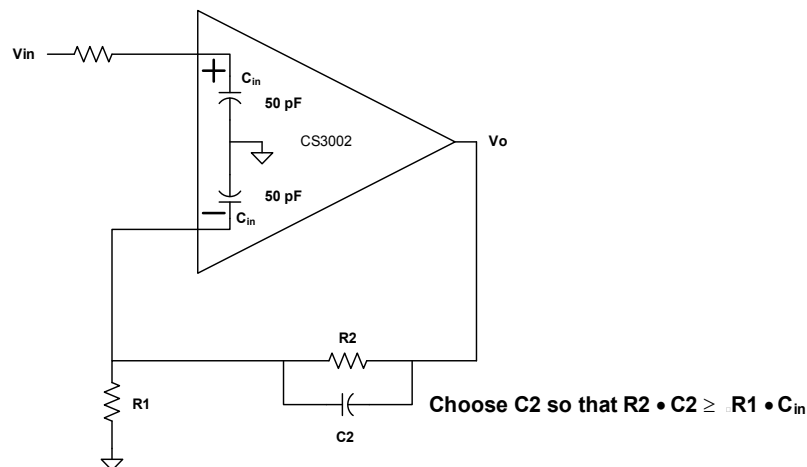 Vin
+
Cin
50 pF
CS3002
Vo
50 pF
−
Cin
R2
R1
C2
Choose C2 so that R2 • C2 ≥ R1 • Cin